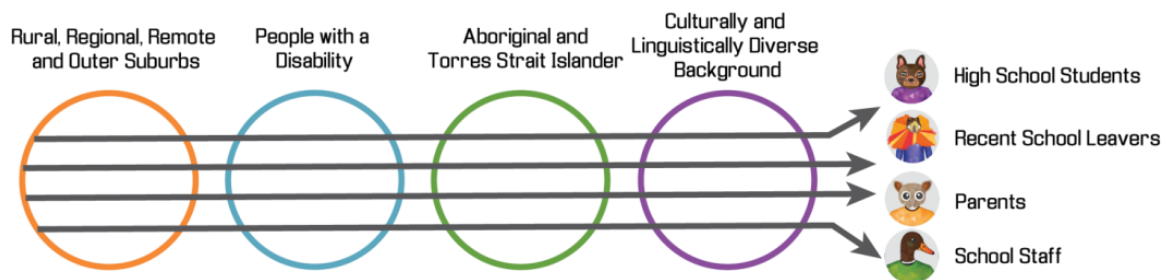 Rural, Regional, Remote
and Outer Suburbs
People with a
Disability
Aboriginal and
Torres Strait Islander
Culturally and
Linguistically Diverse
Background
High School Students
Recent School Leavers
Parents
School Staff